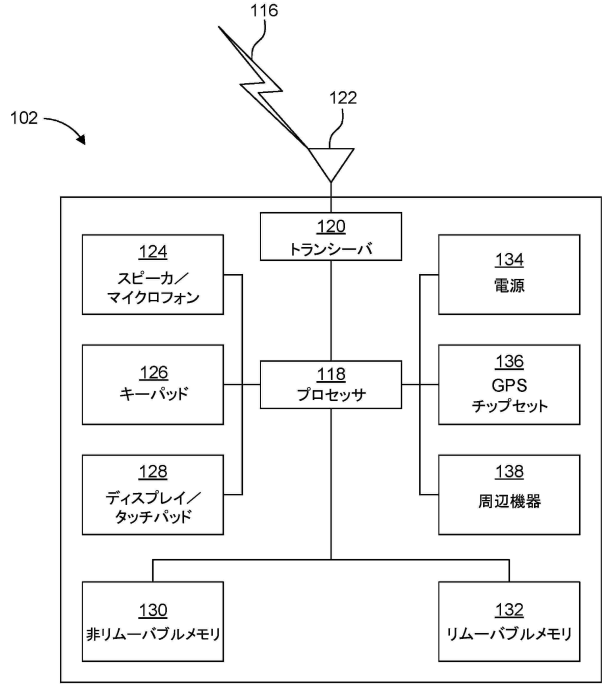 116
102
122
120
トランシーバ
124
スピーカ／
マイクロフォン
134
電源
126
キーパッド
118
プロセッサ
136
GPS
チップセット
128
ディスプレイ／
タッチパッド
138
周辺機器
130
非リムーバブルメモリ
132
リムーバブルメモリ